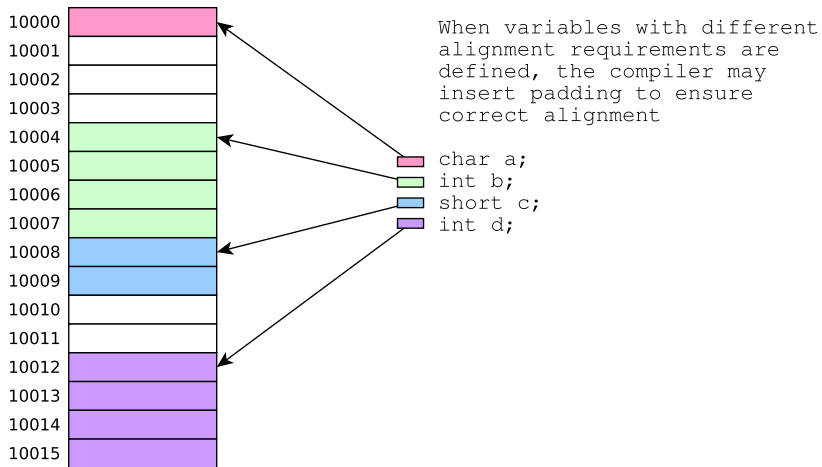 10000
10001
10002
10003
10004
10005
10006
10007
10008
10009
10010
10011
10012
10013
10014
10015
When variables with different
alignment requirements are
defined, the compiler may
insert padding to ensure
correct alignment
char a;
int b;
short c;
int d;